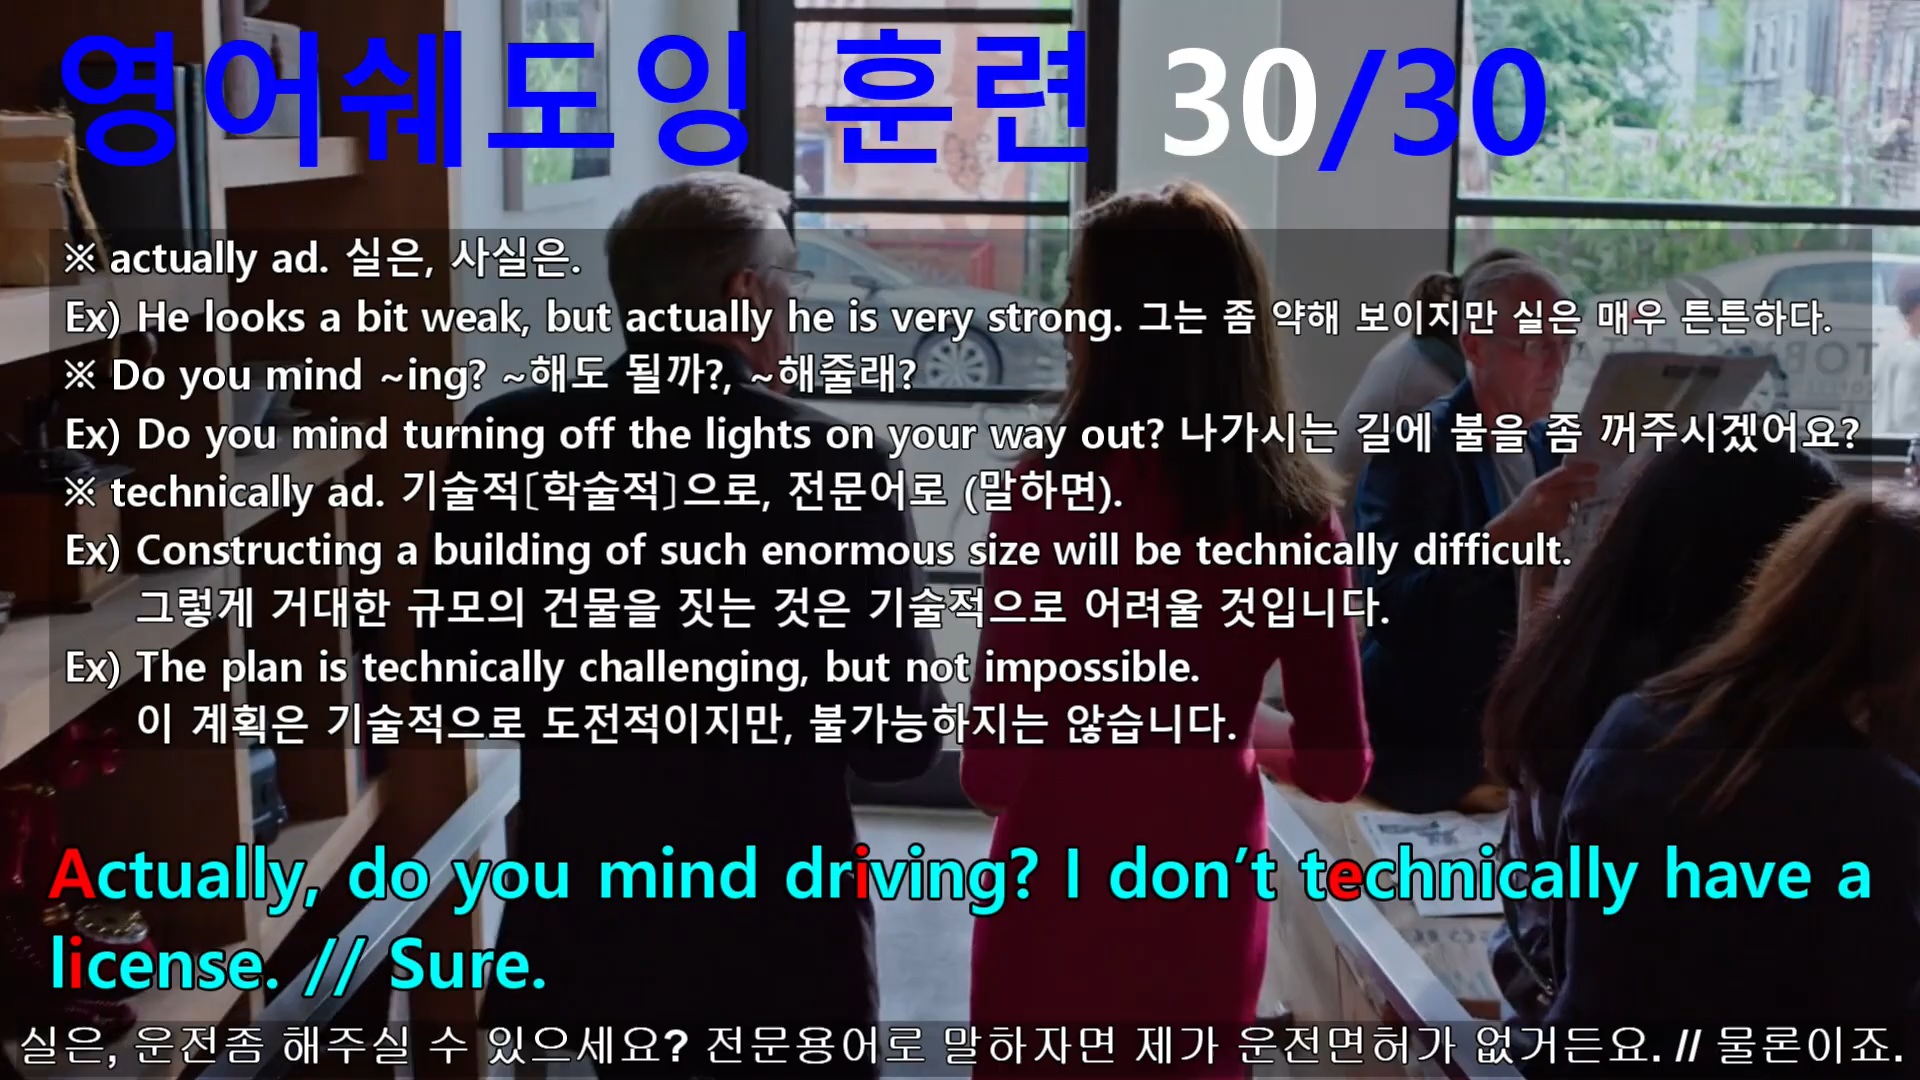 영어쉐도잉 훈련 30/30
※ actually ad. 실은, 사실은.
Ex) He looks a bit weak, but actually he is very strong. 그는 좀 약해 보이지만 실은 매우 튼튼하다.
※ Do you mind ~ing? ~해도 될까?, ~해줄래?
Ex) Do you mind turning off the lights on your way out? 나가시는 길에 불을 좀 꺼주시겠어요?
※ technically ad. 기술적[학술적]으로, 전문어로 (말하면).
Ex) Constructing a building of such enormous size will be technically difficult.
그렇게 거대한 규모의 건물을 짓는 것은 기술적으로 어려울 것입니다.
Ex) The plan is technically challenging, but not impossible.
이 계획은 기술적으로 도전적이지만, 불가능하지는 않습니다.
Actually, do you mind driving? I don’t technically have a
license. // Sure.
실은, 운전좀 해주실 수 있으세요? 전문용어로 말하자면 제가 운전면허가 없거든요. // 물론이죠.